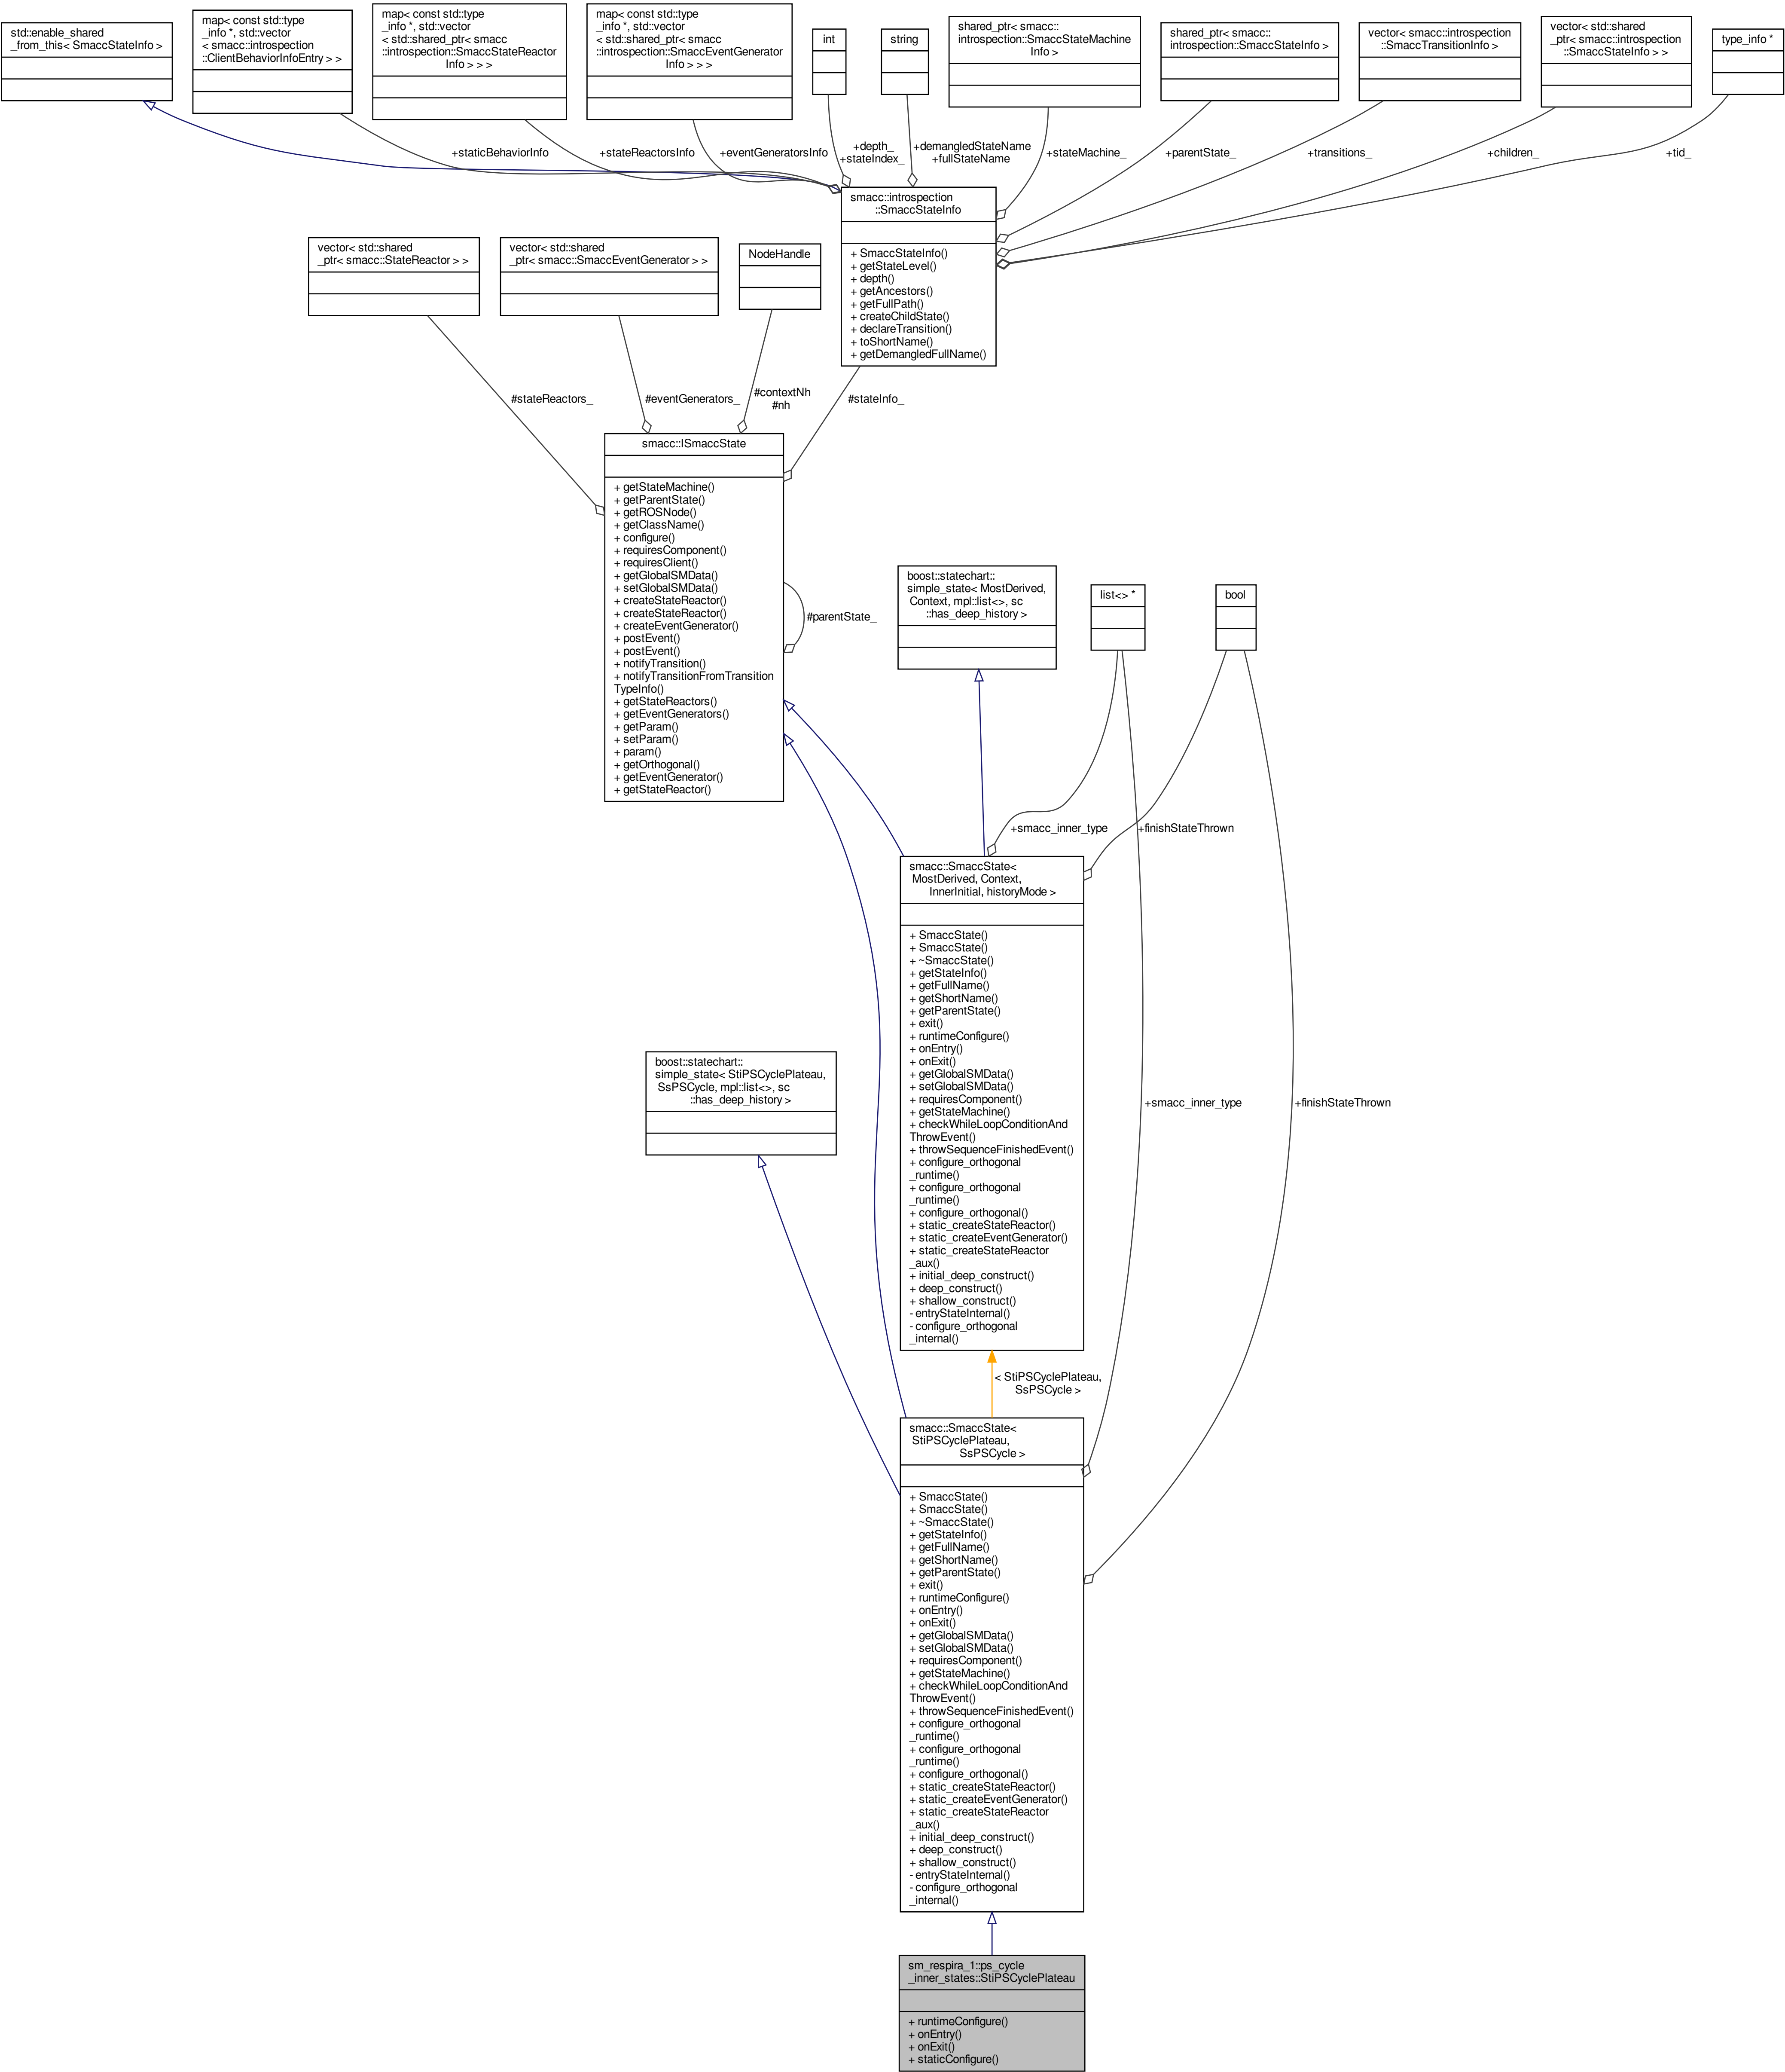 std::enable_shared
_from_this< SmaccStateInfo >
map< const std::type
_info *, std::vector
< smacc::introspection
::ClientBehaviorInfoEntry > >
map< const std::type
_info *, std::vector
< std::shared_ptr< smacc
::introspection::SmaccStateReactor
Info > > >
map< const std::type
_info *, std::vector
< std::shared_ptr< smacc
::introspection::SmaccEventGenerator
Info > > >
int
string
shared_ptr< smacc::
introspection::SmaccStateMachine
Info >
shared_ptr< smacc::
introspection::SmaccStateInfo >
vector< smacc::introspection
::SmaccTransitionInfo >
vector< std::shared
_ptr< smacc::introspection
::SmaccStateInfo > >
type_info *
+staticBehaviorInfo
+stateReactorsInfo
+eventGeneratorsInfo
+depth_
+stateIndex_
+demangledStateName
+fullStateName
+stateMachine_
+parentState_
+transitions_
+children_
+tid_
smacc::introspection
::SmaccStateInfo
+ SmaccStateInfo()
+ getStateLevel()
+ depth()
+ getAncestors()
+ getFullPath()
+ createChildState()
+ declareTransition()
+ toShortName()
+ getDemangledFullName()
vector< std::shared
_ptr< smacc::StateReactor > >
vector< std::shared
_ptr< smacc::SmaccEventGenerator > >
NodeHandle
#stateReactors_
#eventGenerators_
#contextNh
#nh
#stateInfo_
smacc::ISmaccState
+ getStateMachine()
+ getParentState()
+ getROSNode()
+ getClassName()
+ configure()
+ requiresComponent()
+ requiresClient()
+ getGlobalSMData()
+ setGlobalSMData()
+ createStateReactor()
+ createStateReactor()
+ createEventGenerator()
+ postEvent()
+ postEvent()
+ notifyTransition()
+ notifyTransitionFromTransition
TypeInfo()
+ getStateReactors()
+ getEventGenerators()
+ getParam()
+ setParam()
+ param()
+ getOrthogonal()
+ getEventGenerator()
+ getStateReactor()
#parentState_
boost::statechart::
simple_state< MostDerived,
Context, mpl::list<>, sc
::has_deep_history >
list<> *
bool
+smacc_inner_type
+finishStateThrown
smacc::SmaccState<
MostDerived, Context,
InnerInitial, historyMode >
+ SmaccState()
+ SmaccState()
+ ~SmaccState()
+ getStateInfo()
+ getFullName()
+ getShortName()
+ getParentState()
+ exit()
+ runtimeConfigure()
+ onEntry()
+ onExit()
+ getGlobalSMData()
+ setGlobalSMData()
+ requiresComponent()
+ getStateMachine()
+ checkWhileLoopConditionAnd
ThrowEvent()
+ throwSequenceFinishedEvent()
+ configure_orthogonal
_runtime()
+ configure_orthogonal
_runtime()
+ configure_orthogonal()
+ static_createStateReactor()
+ static_createEventGenerator()
+ static_createStateReactor
_aux()
+ initial_deep_construct()
+ deep_construct()
+ shallow_construct()
- entryStateInternal()
- configure_orthogonal
_internal()
boost::statechart::
simple_state< StiPSCyclePlateau,
SsPSCycle, mpl::list<>, sc
::has_deep_history >
+smacc_inner_type
+finishStateThrown
< StiPSCyclePlateau,
SsPSCycle >
smacc::SmaccState<
StiPSCyclePlateau,
SsPSCycle >
+ SmaccState()
+ SmaccState()
+ ~SmaccState()
+ getStateInfo()
+ getFullName()
+ getShortName()
+ getParentState()
+ exit()
+ runtimeConfigure()
+ onEntry()
+ onExit()
+ getGlobalSMData()
+ setGlobalSMData()
+ requiresComponent()
+ getStateMachine()
+ checkWhileLoopConditionAnd
ThrowEvent()
+ throwSequenceFinishedEvent()
+ configure_orthogonal
_runtime()
+ configure_orthogonal
_runtime()
+ configure_orthogonal()
+ static_createStateReactor()
+ static_createEventGenerator()
+ static_createStateReactor
_aux()
+ initial_deep_construct()
+ deep_construct()
+ shallow_construct()
- entryStateInternal()
- configure_orthogonal
_internal()
sm_respira_1::ps_cycle
_inner_states::StiPSCyclePlateau
+ runtimeConfigure()
+ onEntry()
+ onExit()
+ staticConfigure()